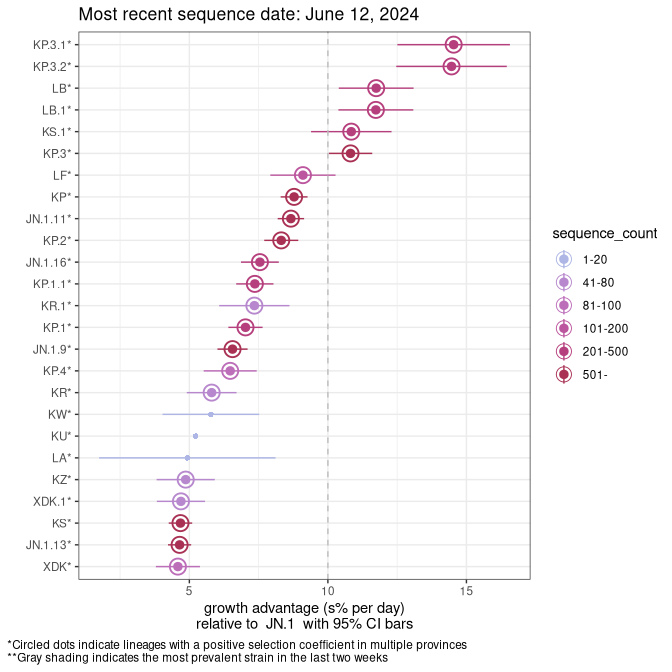 Most recent sequence date: June 12, 2024
KP.3.1*
KP.3.2*
LB*
LB.1*
KS.1*
KP.3*
LF*
KP*
JN.1.11*
KP.2*
JN.1.16*
KP.1.1*
KR.1*
KP.1*
JN.1.9*
KP.4*
KR*
KW*
KU*
LA*
KZ*
XDK.1*
KS*
JN.1.13*
XDK*
5 10 15
growth advantage (s% per day)
relative to JN.1 with 95% CI bars
sequence_count
1-20
41-80
81-100
101-200
201-500
501-
*Circled dots indicate lineages with a positive selection coefficient in multiple provinces
**Gray shading indicates the most prevalent strain in the last two weeks